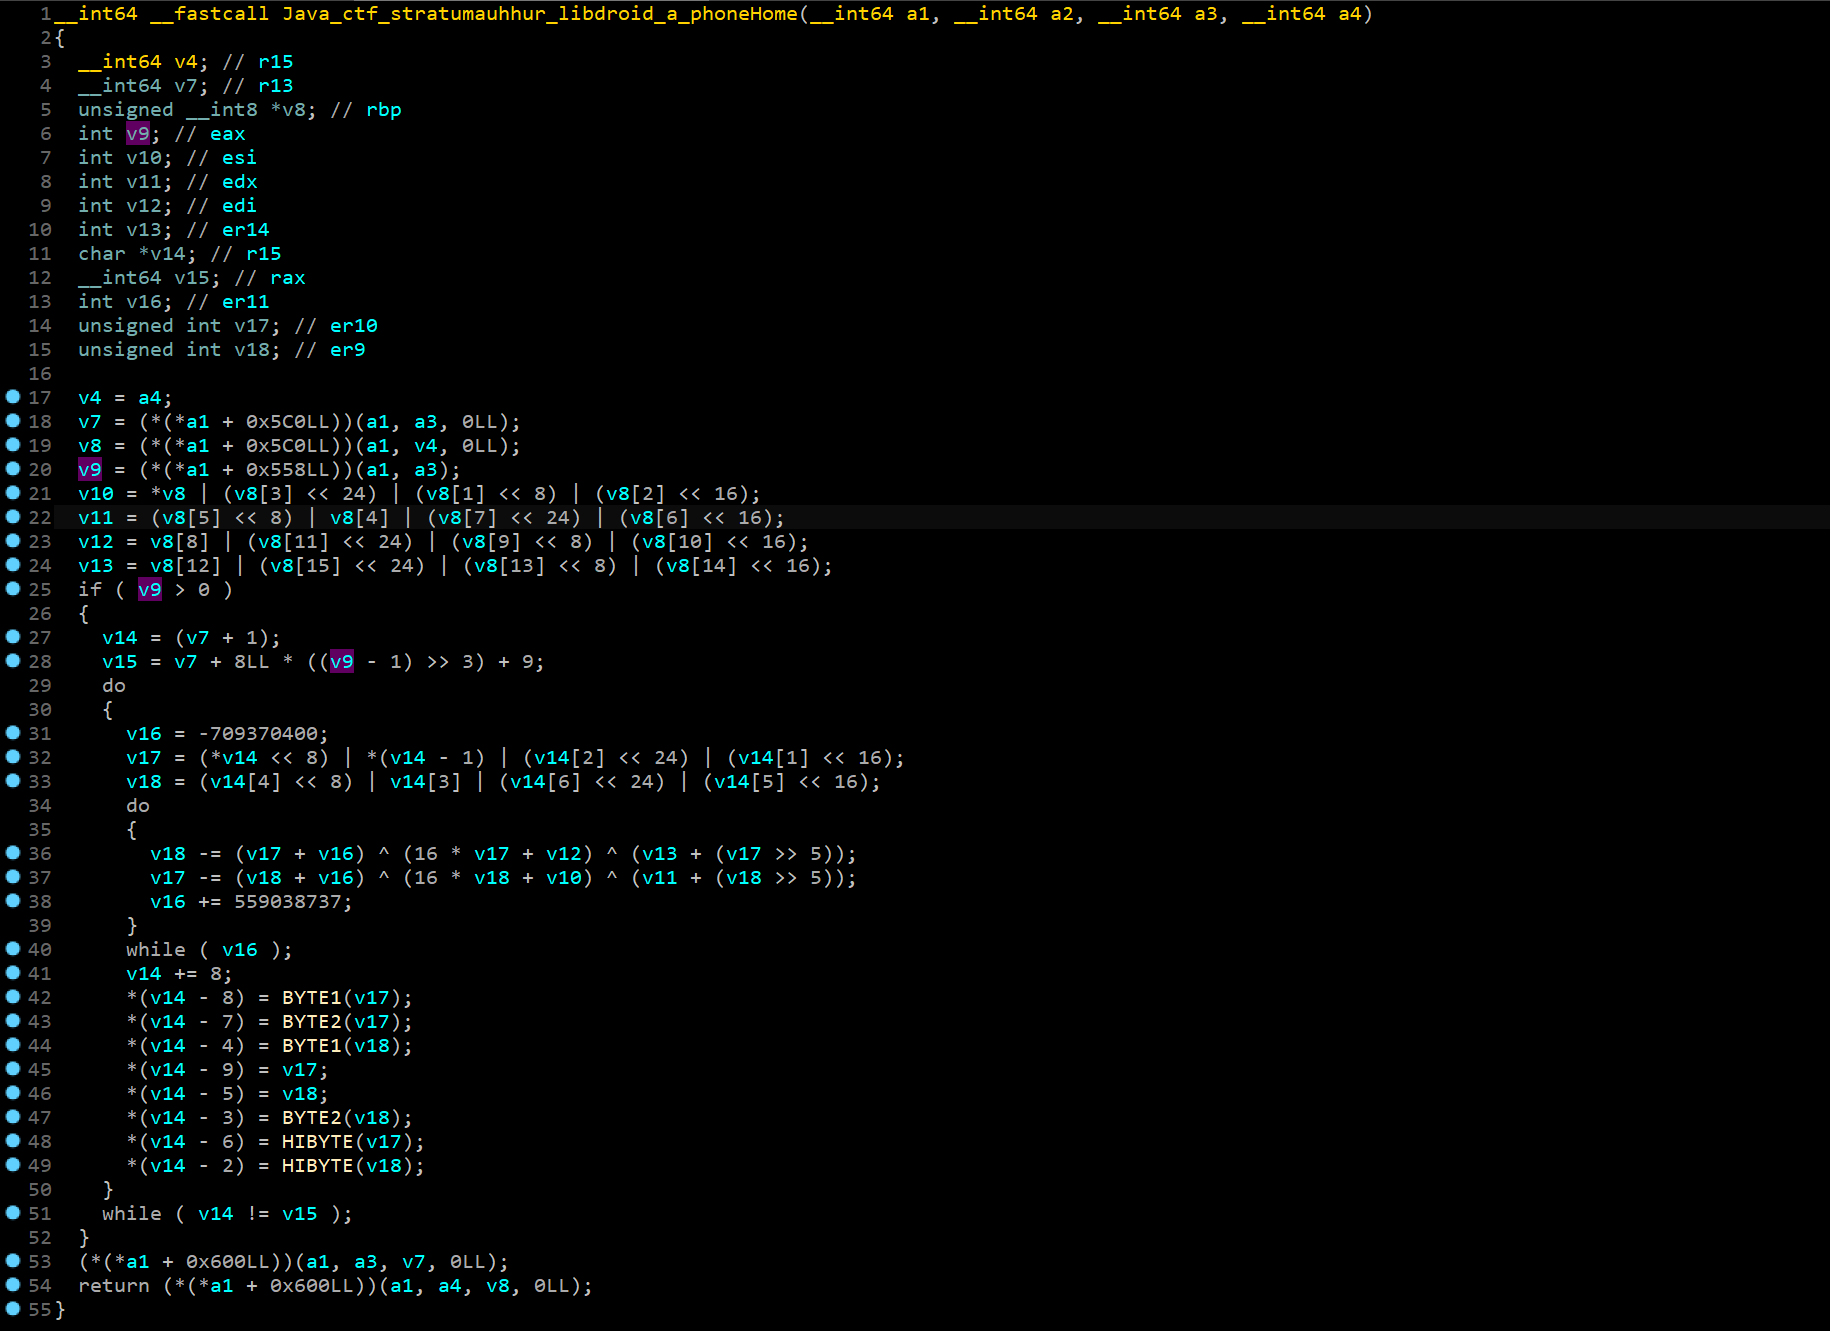 1 __int64 __fastcall Java_ctf_stratumauhhur_libdroid_a_phoneHome(__int64 a1, __int64 a2, __int64 a3, __int64 a4)
2 {
3   __int64 v4; // r15
4   __int64 v7; // r13
5   unsigned __int8 *v8; // rbp
6   int v9; // eax
7   int v10; // esi
8   int v11; // edx
9   int v12; // edi
10   int v13; // er14
11   char *v14; // r15
12   __int64 v15; // rax
13   int v16; // er11
14   unsigned int v17; // er10
15   unsigned int v18; // er9
16
17   v4 = a4;
18   v7 = (*(*a1 + 0x5C0LL))(a1, a3, 0LL);
19   v8 = (*(*a1 + 0x5C0LL))(a1, v4, 0LL);
20   v9 = (*(*a1 + 0x558LL))(a1, a3);
21   v10 = *v8 | (v8[3] << 24) | (v8[1] << 8) | (v8[2] << 16);
22   v11 = (v8[5] << 8) | v8[4] | (v8[7] << 24) | (v8[6] << 16);
23   v12 = v8[8] | (v8[11] << 24) | (v8[9] << 8) | (v8[10] << 16);
24   v13 = v8[12] | (v8[15] << 24) | (v8[13] << 8) | (v8[14] << 16);
25   if ( v9 > 0 )
26   {
27     v14 = (v7 + 1);
28     v15 = v7 + 8LL * ((v9 - 1) >> 3) + 9;
29     do
30     {
31       v16 = -709370400;
32       v17 = (*v14 << 8) | *(v14 - 1) | (v14[2] << 24) | (v14[1] << 16);
33       v18 = (v14[4] << 8) | v14[3] | (v14[6] << 24) | (v14[5] << 16);
34       do
35       {
36         v18 -= (v17 + v16) ^ (16 * v17 + v12) ^ (v13 + (v17 >> 5));
37         v17 -= (v18 + v16) ^ (16 * v18 + v10) ^ (v11 + (v18 >> 5));
38         v16 += 559038737;
39       }
40       while ( v16 );
41       v14 += 8;
42       *(v14 - 8) = BYTE1(v17);
43       *(v14 - 7) = BYTE2(v17);
44       *(v14 - 4) = BYTE1(v18);
45       *(v14 - 9) = v17;
46       *(v14 - 5) = v18;
47       *(v14 - 3) = BYTE2(v18);
48       *(v14 - 6) = HIBYTE(v17);
49       *(v14 - 2) = HIBYTE(v18);
50     }
51     while ( v14 != v15 );
52   }
53   (*(*a1 + 0x600LL))(a1, a3, v7, 0LL);
54   return (*(*a1 + 0x600LL))(a1, a4, v8, 0LL);
55 }